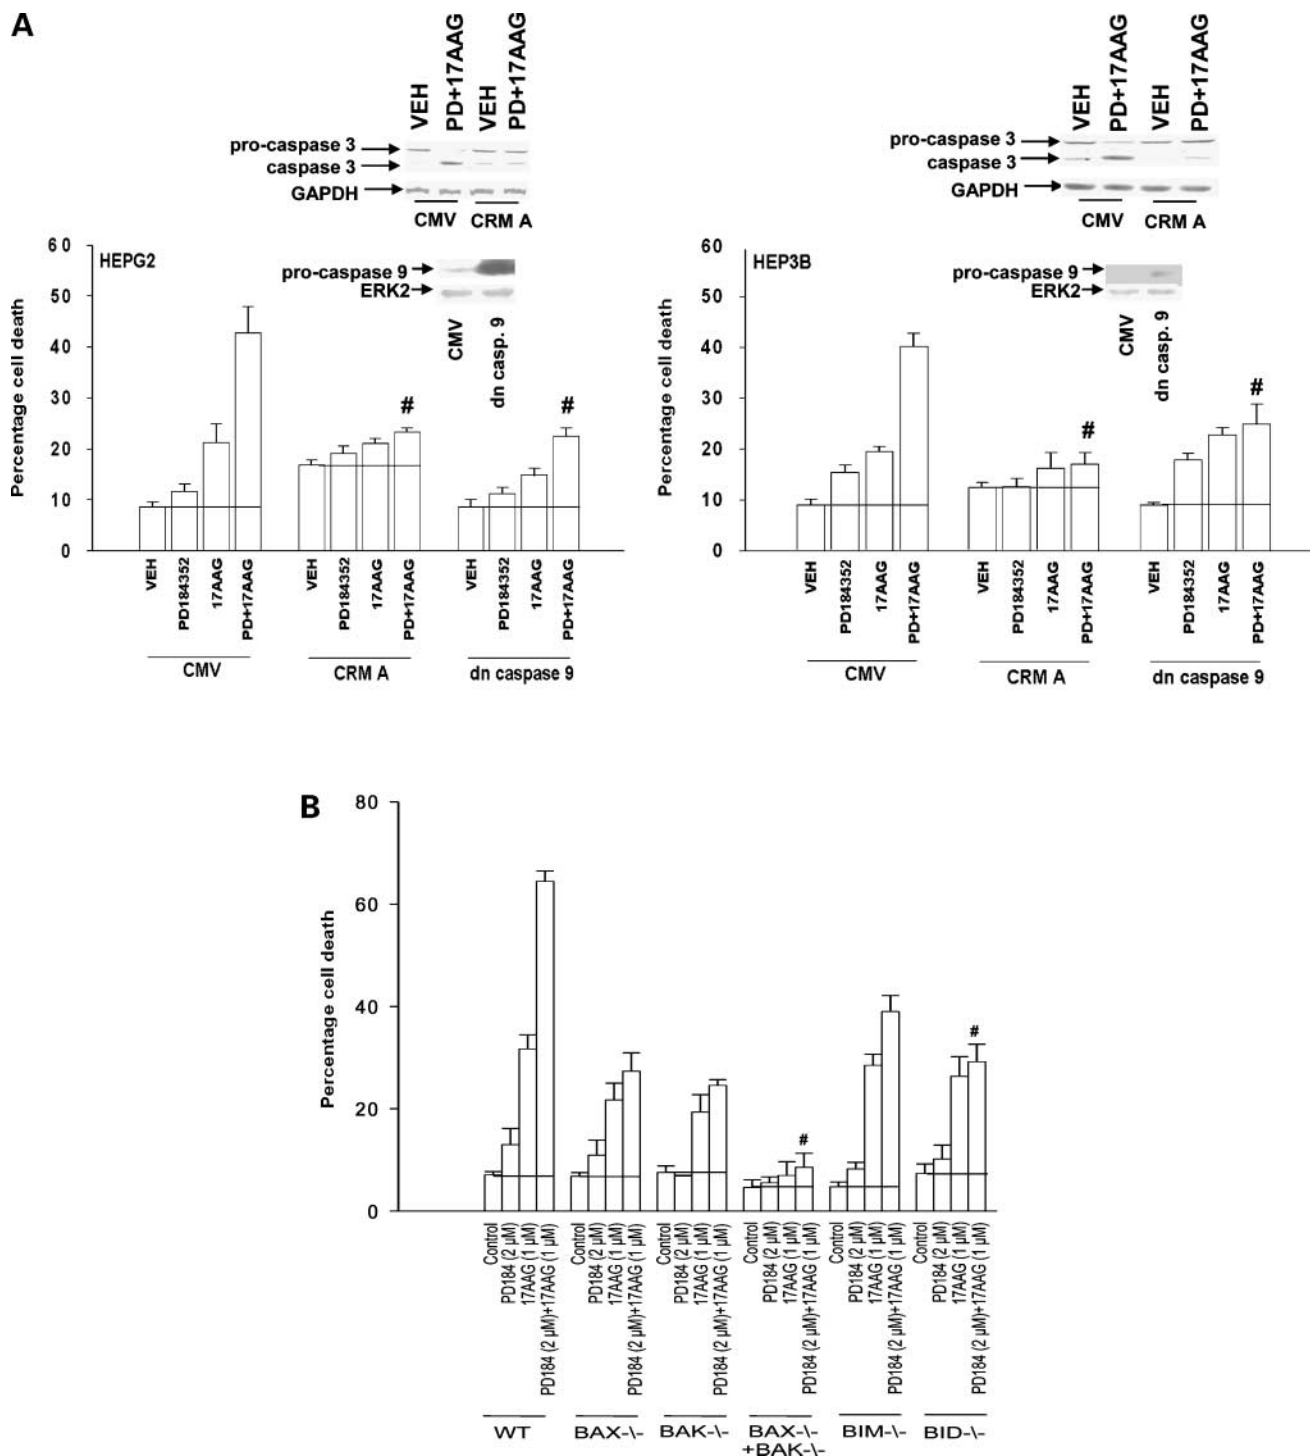 A
VEH
PD+17AAG
VEH
PD+17AAG
pro-caspase 3
caspase 3
GAPDH
CMV
CRM A
HEPG2
pro-caspase 9
ERK2
CMV
dn casp. 9
Percentage cell death
60
50
40
30
20
10
0
#
#
VEH
PD184352
17AAG
PD+17AAG
VEH
PD184352
17AAG
PD+17AAG
VEH
PD184352
17AAG
PD+17AAG
CMV
CRM A
dn caspase 9
VEH
PD+17AAG
VEH
PD+17AAG
pro-caspase 3
caspase 3
GAPDH
CMV
CRM A
HEP3B
pro-caspase 9
ERK2
CMV
dn casp. 9
Percentage cell death
60
50
40
30
20
10
0
#
#
VEH
PD184352
17AAG
PD+17AAG
VEH
PD184352
17AAG
PD+17AAG
VEH
PD184352
17AAG
PD+17AAG
CMV
CRM A
dn caspase 9
B
Percentage cell death
80
60
40
20
0
#
#
Control
PD184 (2 µM)
17AAG (1 µM)
PD184 (2 µM)+17AAG (1 µM)
Control
PD184 (2 µM)
17AAG (1 µM)
PD184 (2 µM)+17AAG (1 µM)
Control
PD184 (2 µM)
17AAG (1 µM)
PD184 (2 µM)+17AAG (1 µM)
Control
PD184 (2 µM)
17AAG (1 µM)
PD184 (2 µM)+17AAG (1 µM)
Control
PD184 (2 µM)
17AAG (1 µM)
PD184 (2 µM)+17AAG (1 µM)
Control
PD184 (2 µM)
17AAG (1 µM)
PD184 (2 µM)+17AAG (1 µM)
WT
BAX-\-
BAK-\-
BAX-\-
+BAK-\-
BIM-\-
BID-\-